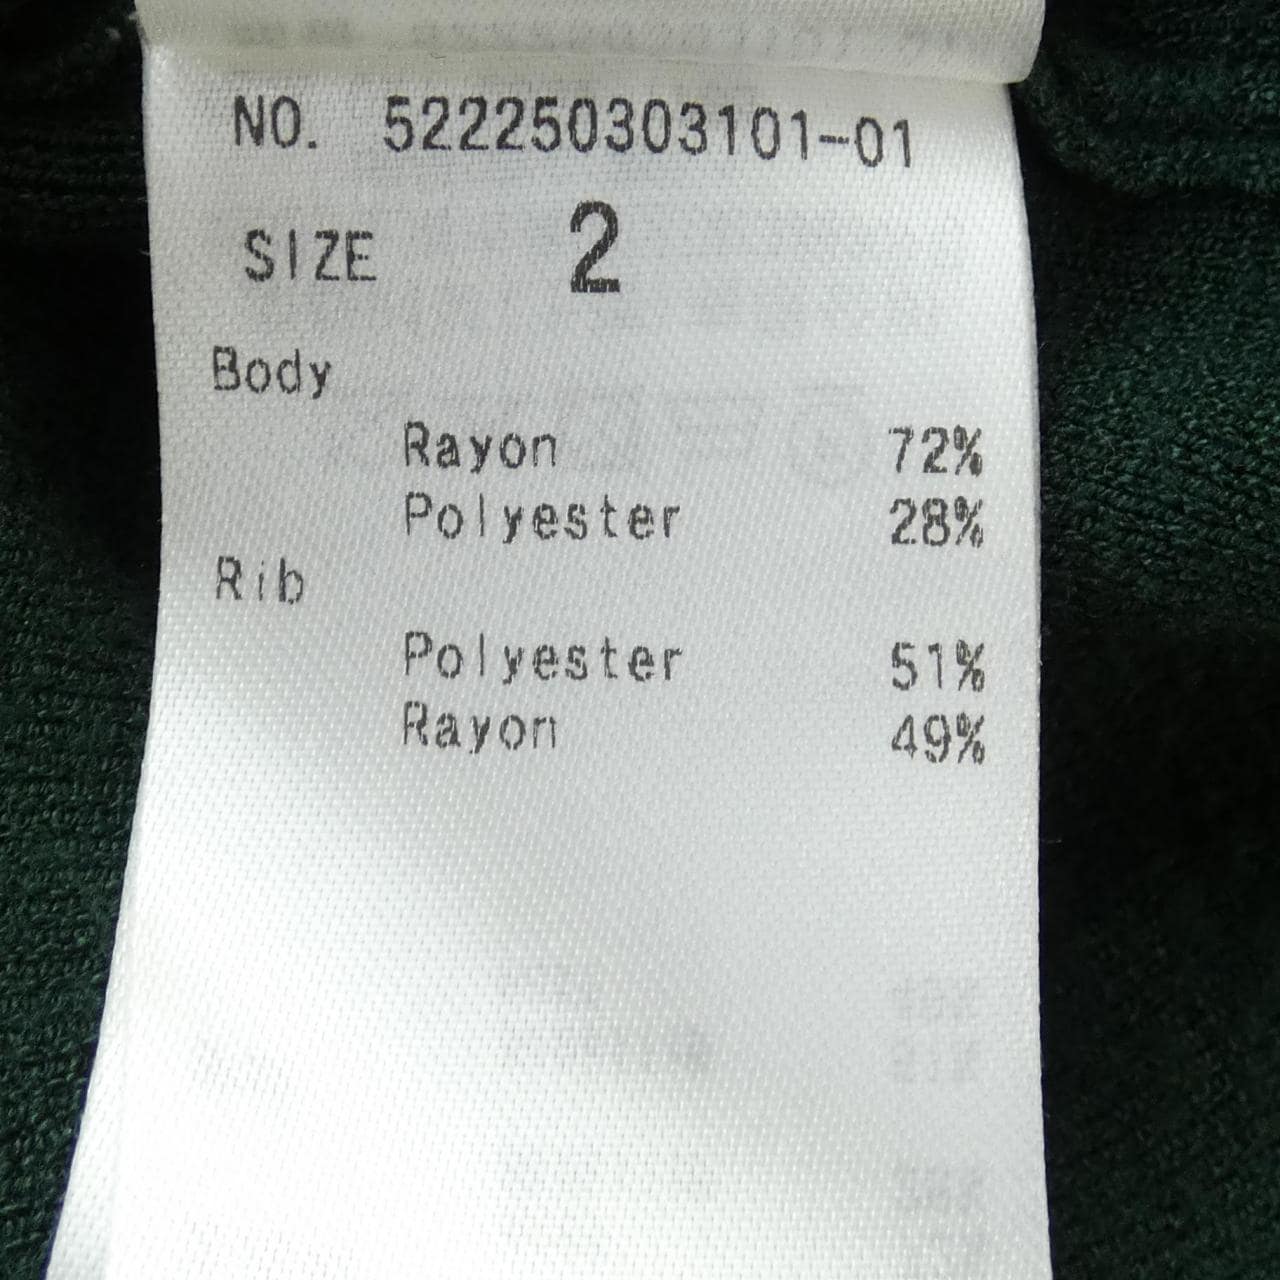 NO. 522250303101-01
SIZE 2
Body
Rayon 72%
Polyester 28%
Rib
Polyester 51%
Rayon 49%